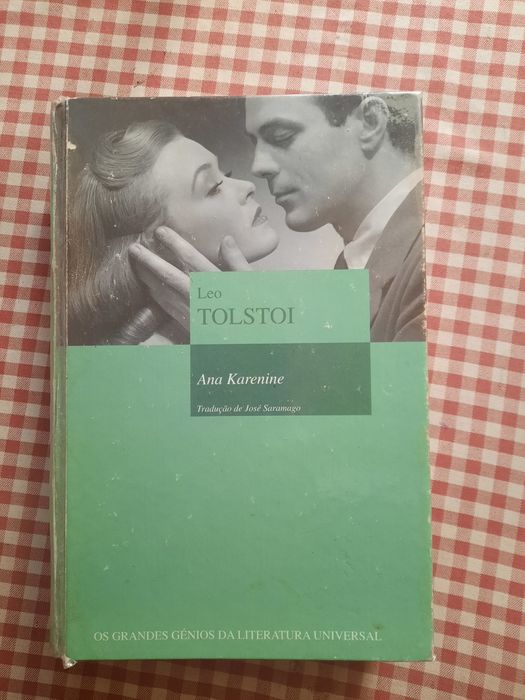 Leo
TOLSTOI
Ana Karenine
Tradução de José Saramago
OS GRANDES GÉNIOS DA LITERATURA UNIVERSAL